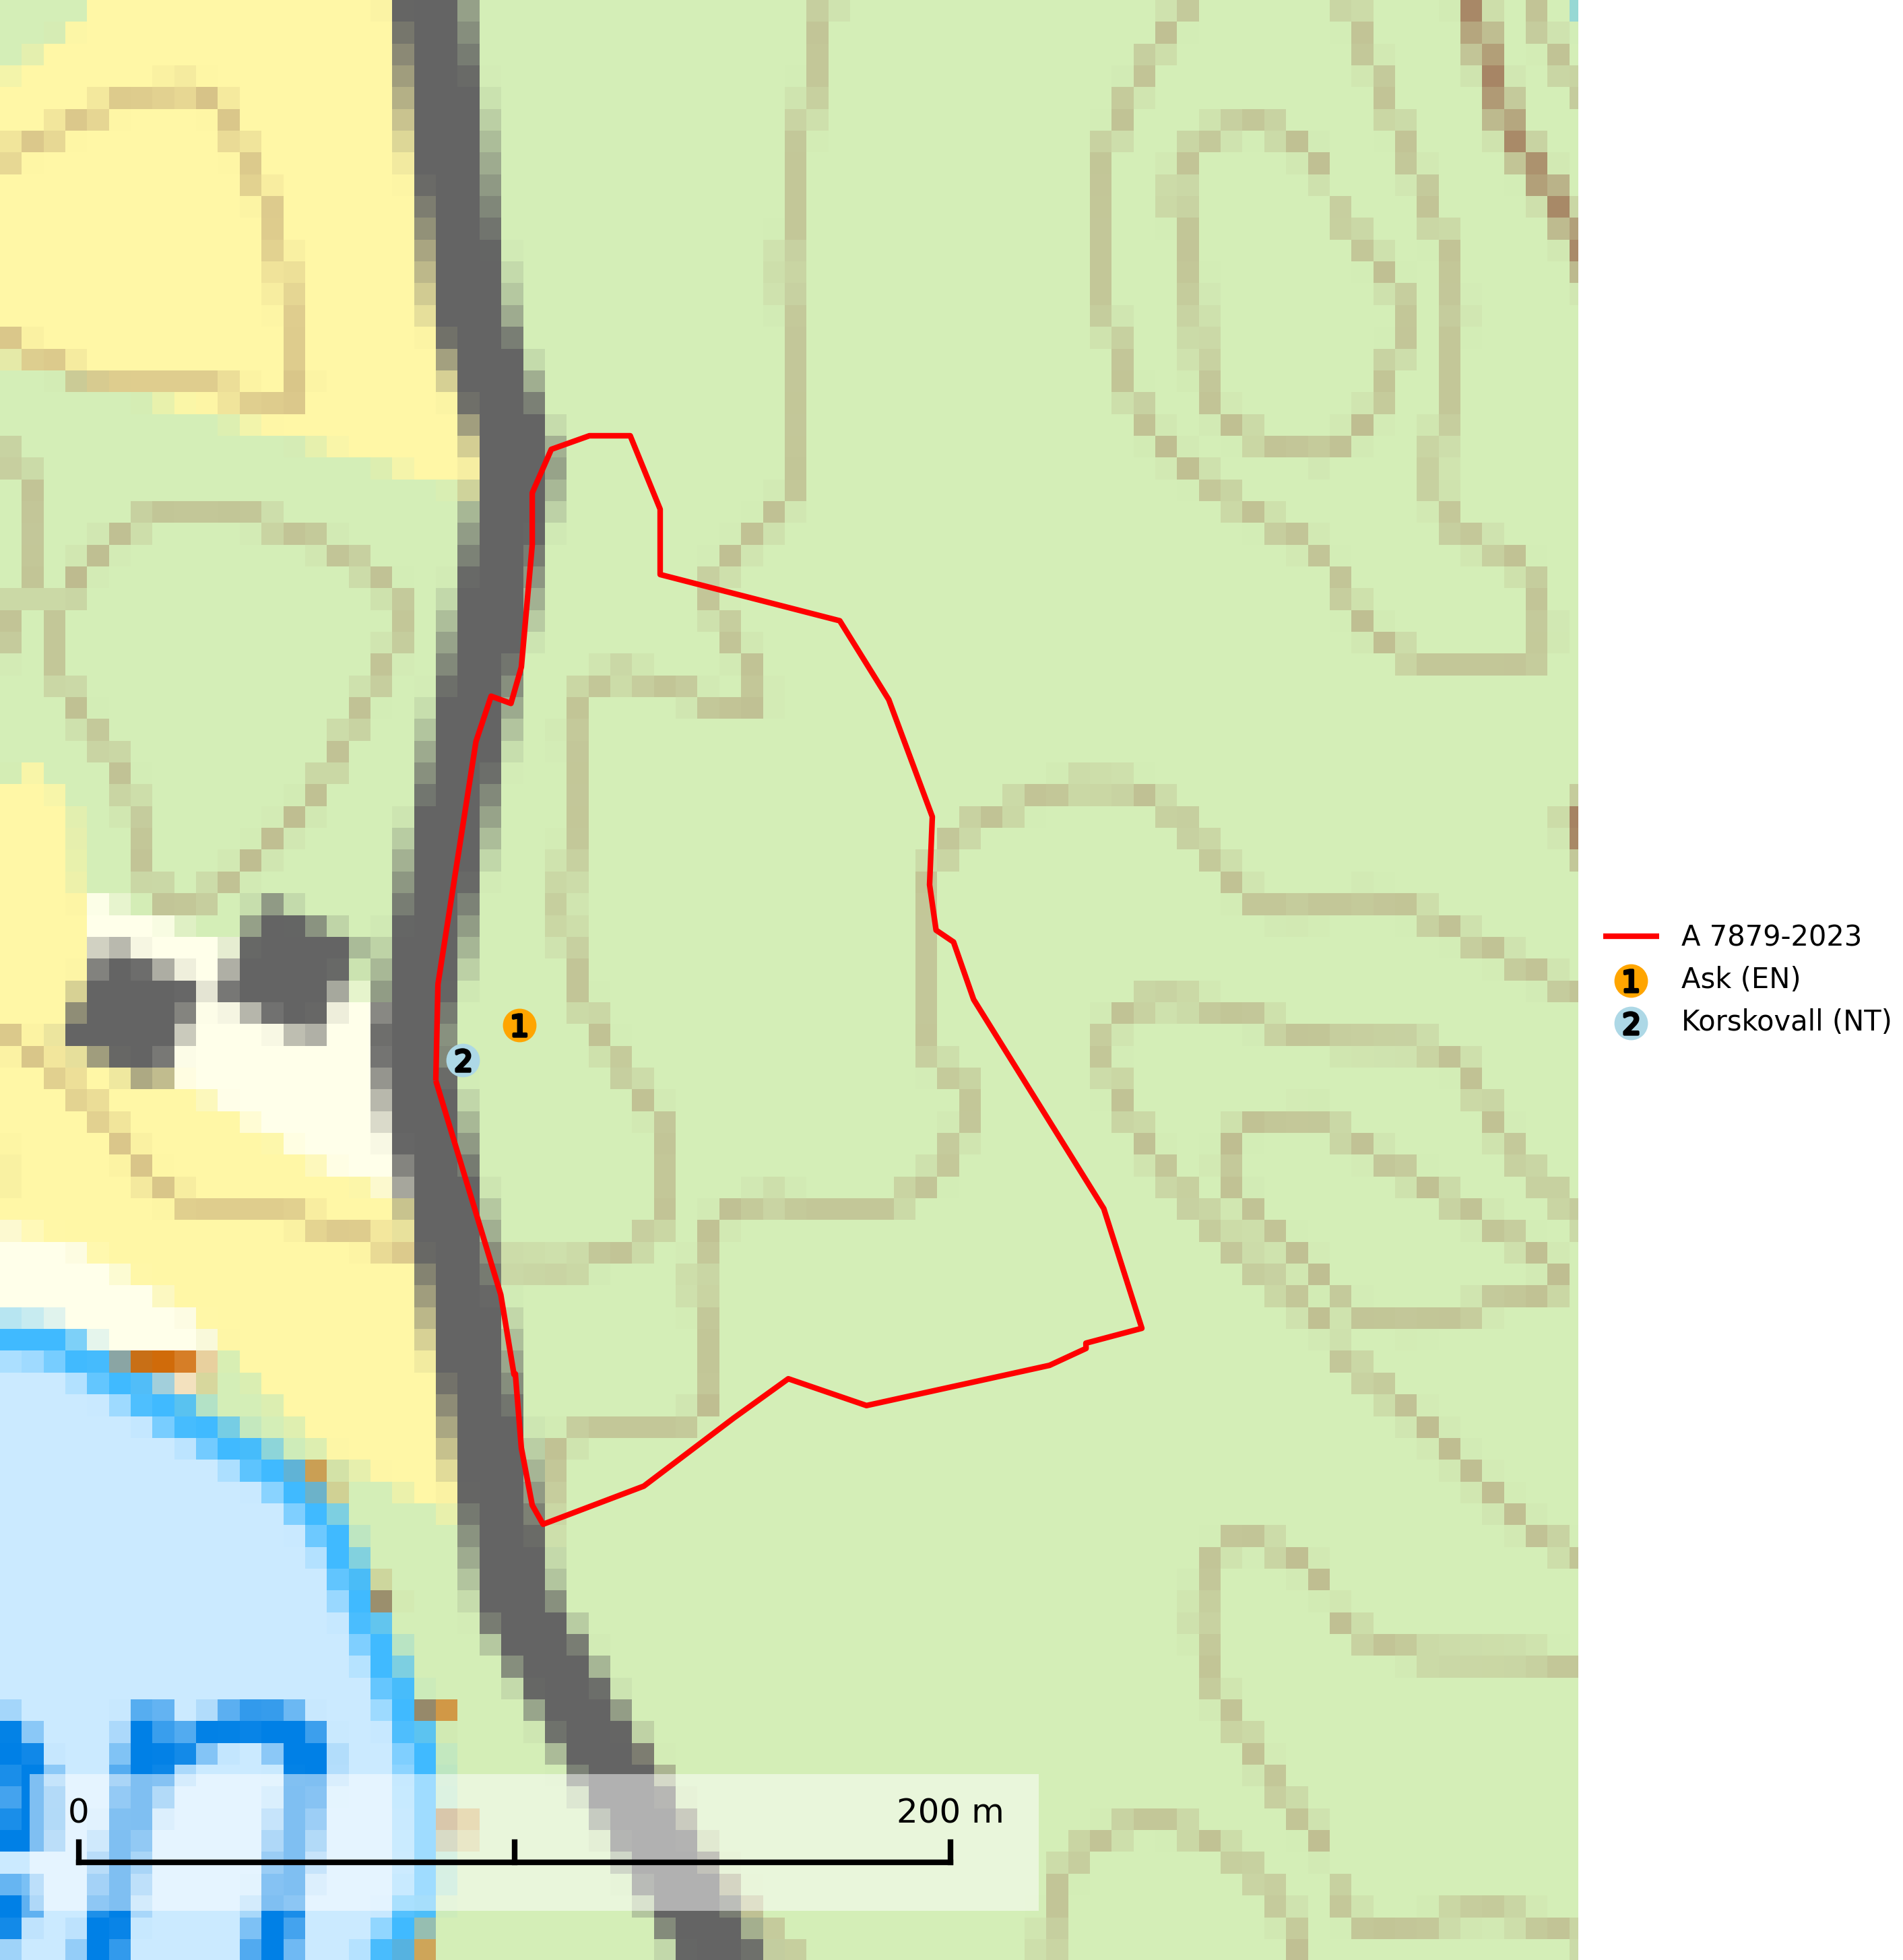 A 7879-2023
1 Ask (EN)
2 Korskovall (NT)
1
2
0 200 m